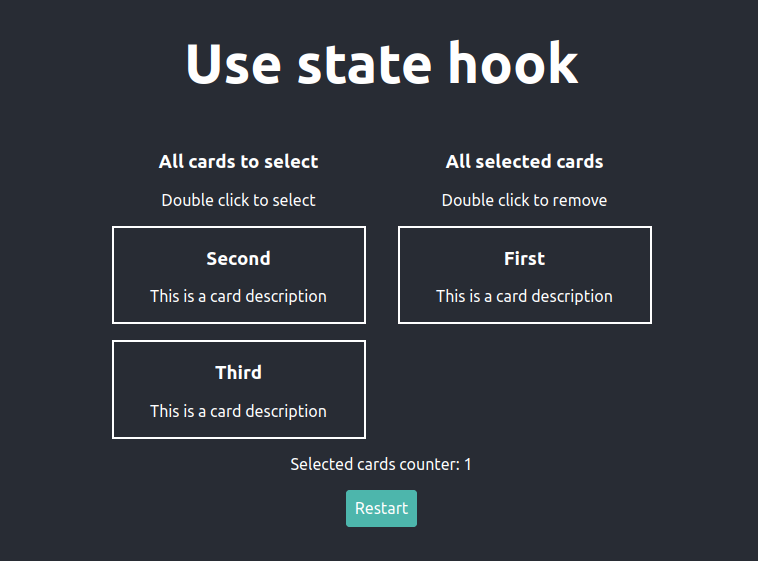 Use state hook
All cards to select
Double click to select
Second
This is a card description
Third
This is a card description
All selected cards
Double click to remove
First
This is a card description
Selected cards counter: 1
Restart